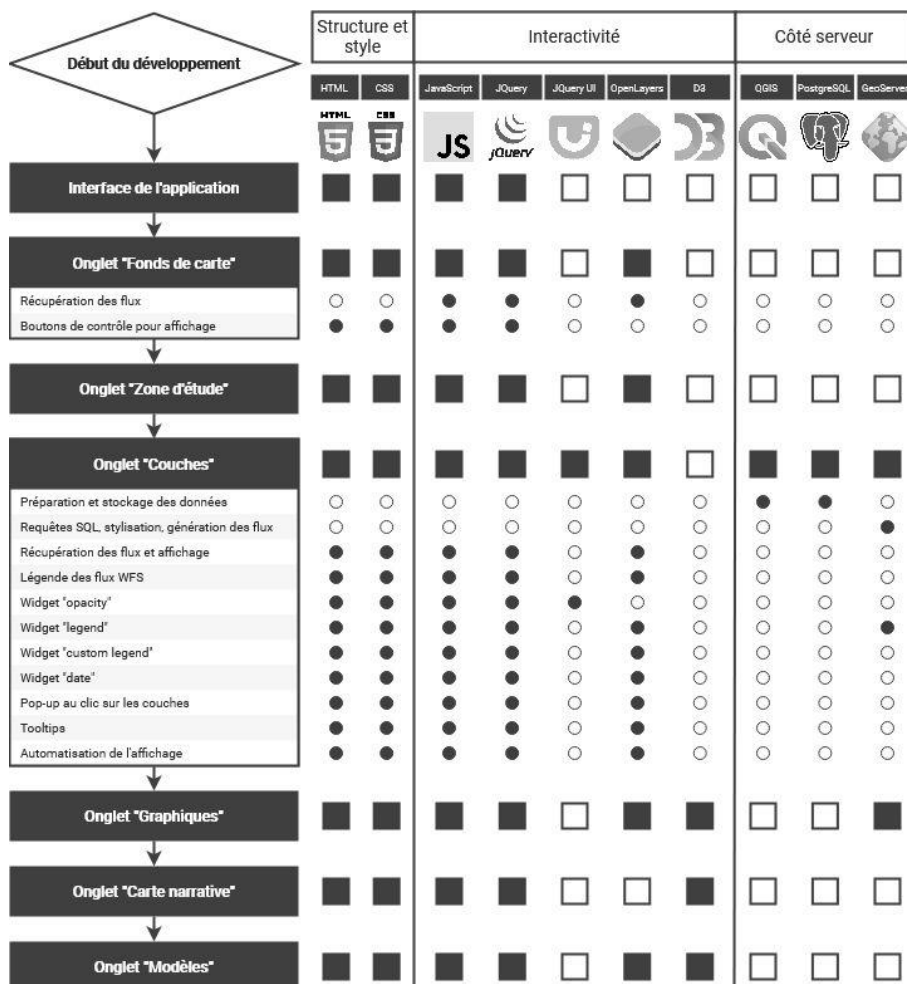 Structure et
style
Interactivité
Côté serveur
Début du développement
HTML
CSS
JavaScript
JQuery
JQuery UI
OpenLayers
D3
QGIS
PostgreSQL
GeoServer
HTML
5
CSS
3
JS
jQuery
ui
D3
Interface de l'application
Onglet "Fonds de carte"
Récupération des flux
Boutons de contrôle pour affichage
Onglet "Zone d'étude"
Onglet "Couches"
Préparation et stockage des données
Requêtes SQL, stylisation, génération des flux
Récupération des flux et affichage
Légende des flux WFS
Widget "opacity"
Widget "legend"
Widget "custom legend"
Widget "date"
Pop-up au clic sur les couches
Tooltips
Automatisation de l'affichage
Onglet "Graphiques"
Onglet "Carte narrative"
Onglet "Modèles"